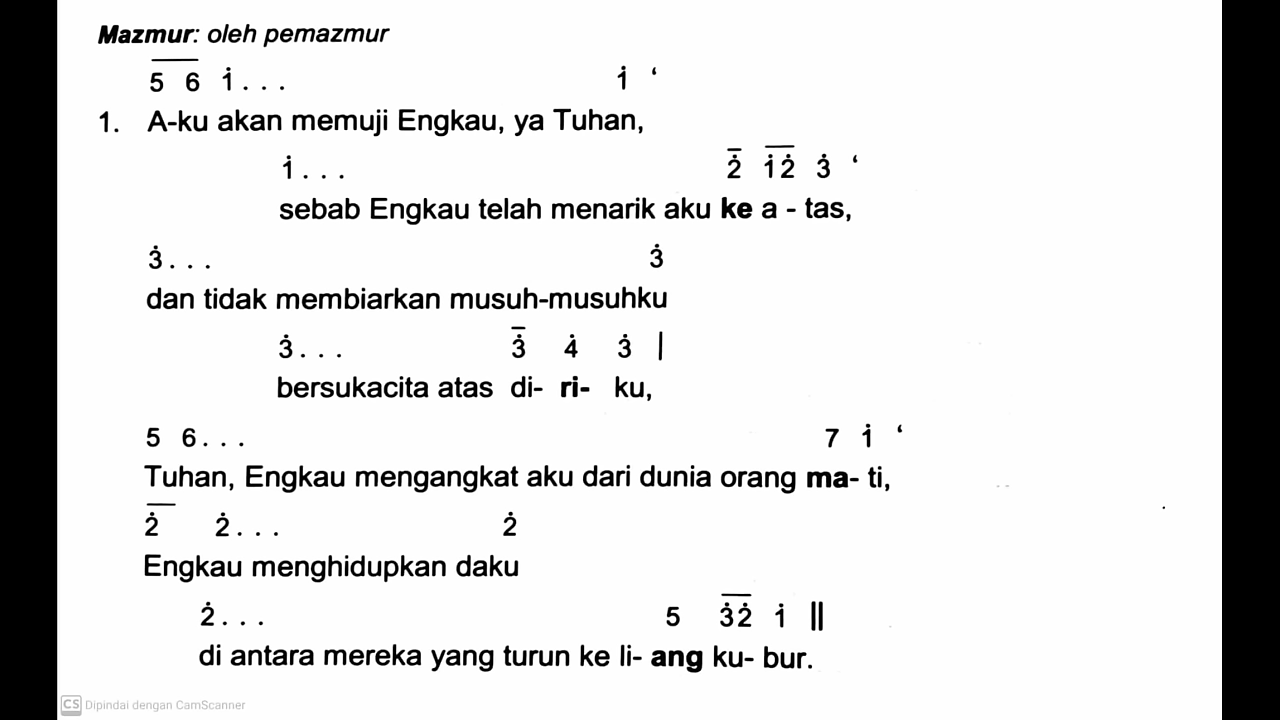 Mazmur: oleh pemazmur
5 6 i̇ . . . i̇ ‘
1. A-ku akan memuji Engkau, ya Tuhan,
1̇ . . . 2̇ 1̇2̇ 3̇ ‘
sebab Engkau telah menarik aku ke a - tas,
3̇ . . . 3̇
dan tidak membiarkan musuh-musuhku
3̇ . . . 3̇ 4̇ 3̇ |
bersukacita atas di- ri- ku,
5 6 . . . 7 1̇ ‘
Tuhan, Engkau mengangkat aku dari dunia orang ma- ti,
2̇ 2̇ . . . 2̇
Engkau menghidupkan daku
2̇ . . . 5 3̇2̇ 1̇ ||
di antara mereka yang turun ke li- ang ku- bur.
CS Dipindai dengan CamScanner